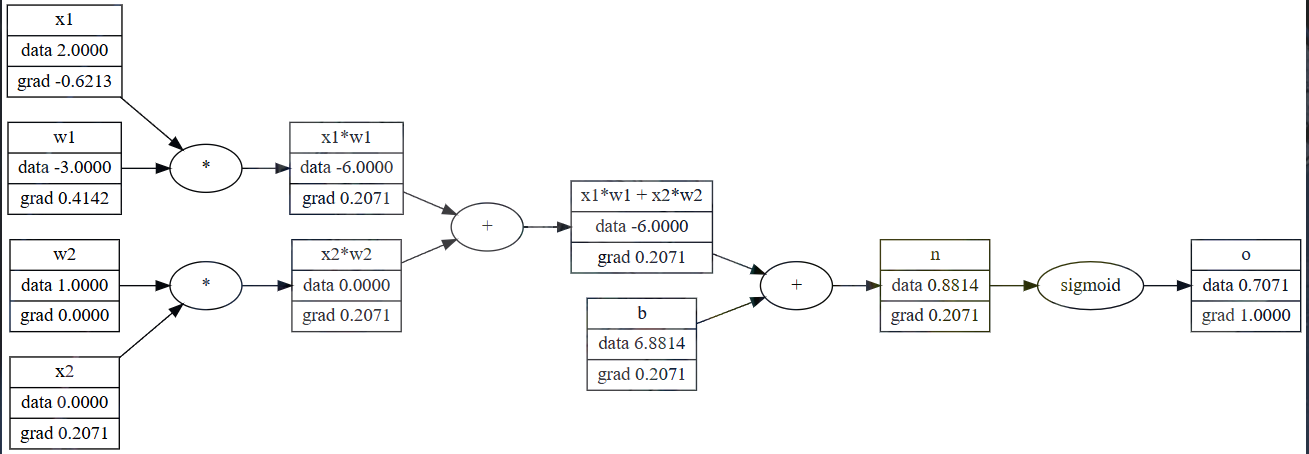 x1
data 2.0000
grad -0.6213
w1
data -3.0000
grad 0.4142
*
x1*w1
data -6.0000
grad 0.2071
w2
data 1.0000
grad 0.0000
*
x2*w2
data 0.0000
grad 0.2071
x2
data 0.0000
grad 0.2071
+
x1*w1 + x2*w2
data -6.0000
grad 0.2071
b
data 6.8814
grad 0.2071
+
n
data 0.8814
grad 0.2071
sigmoid
o
data 0.7071
grad 1.0000